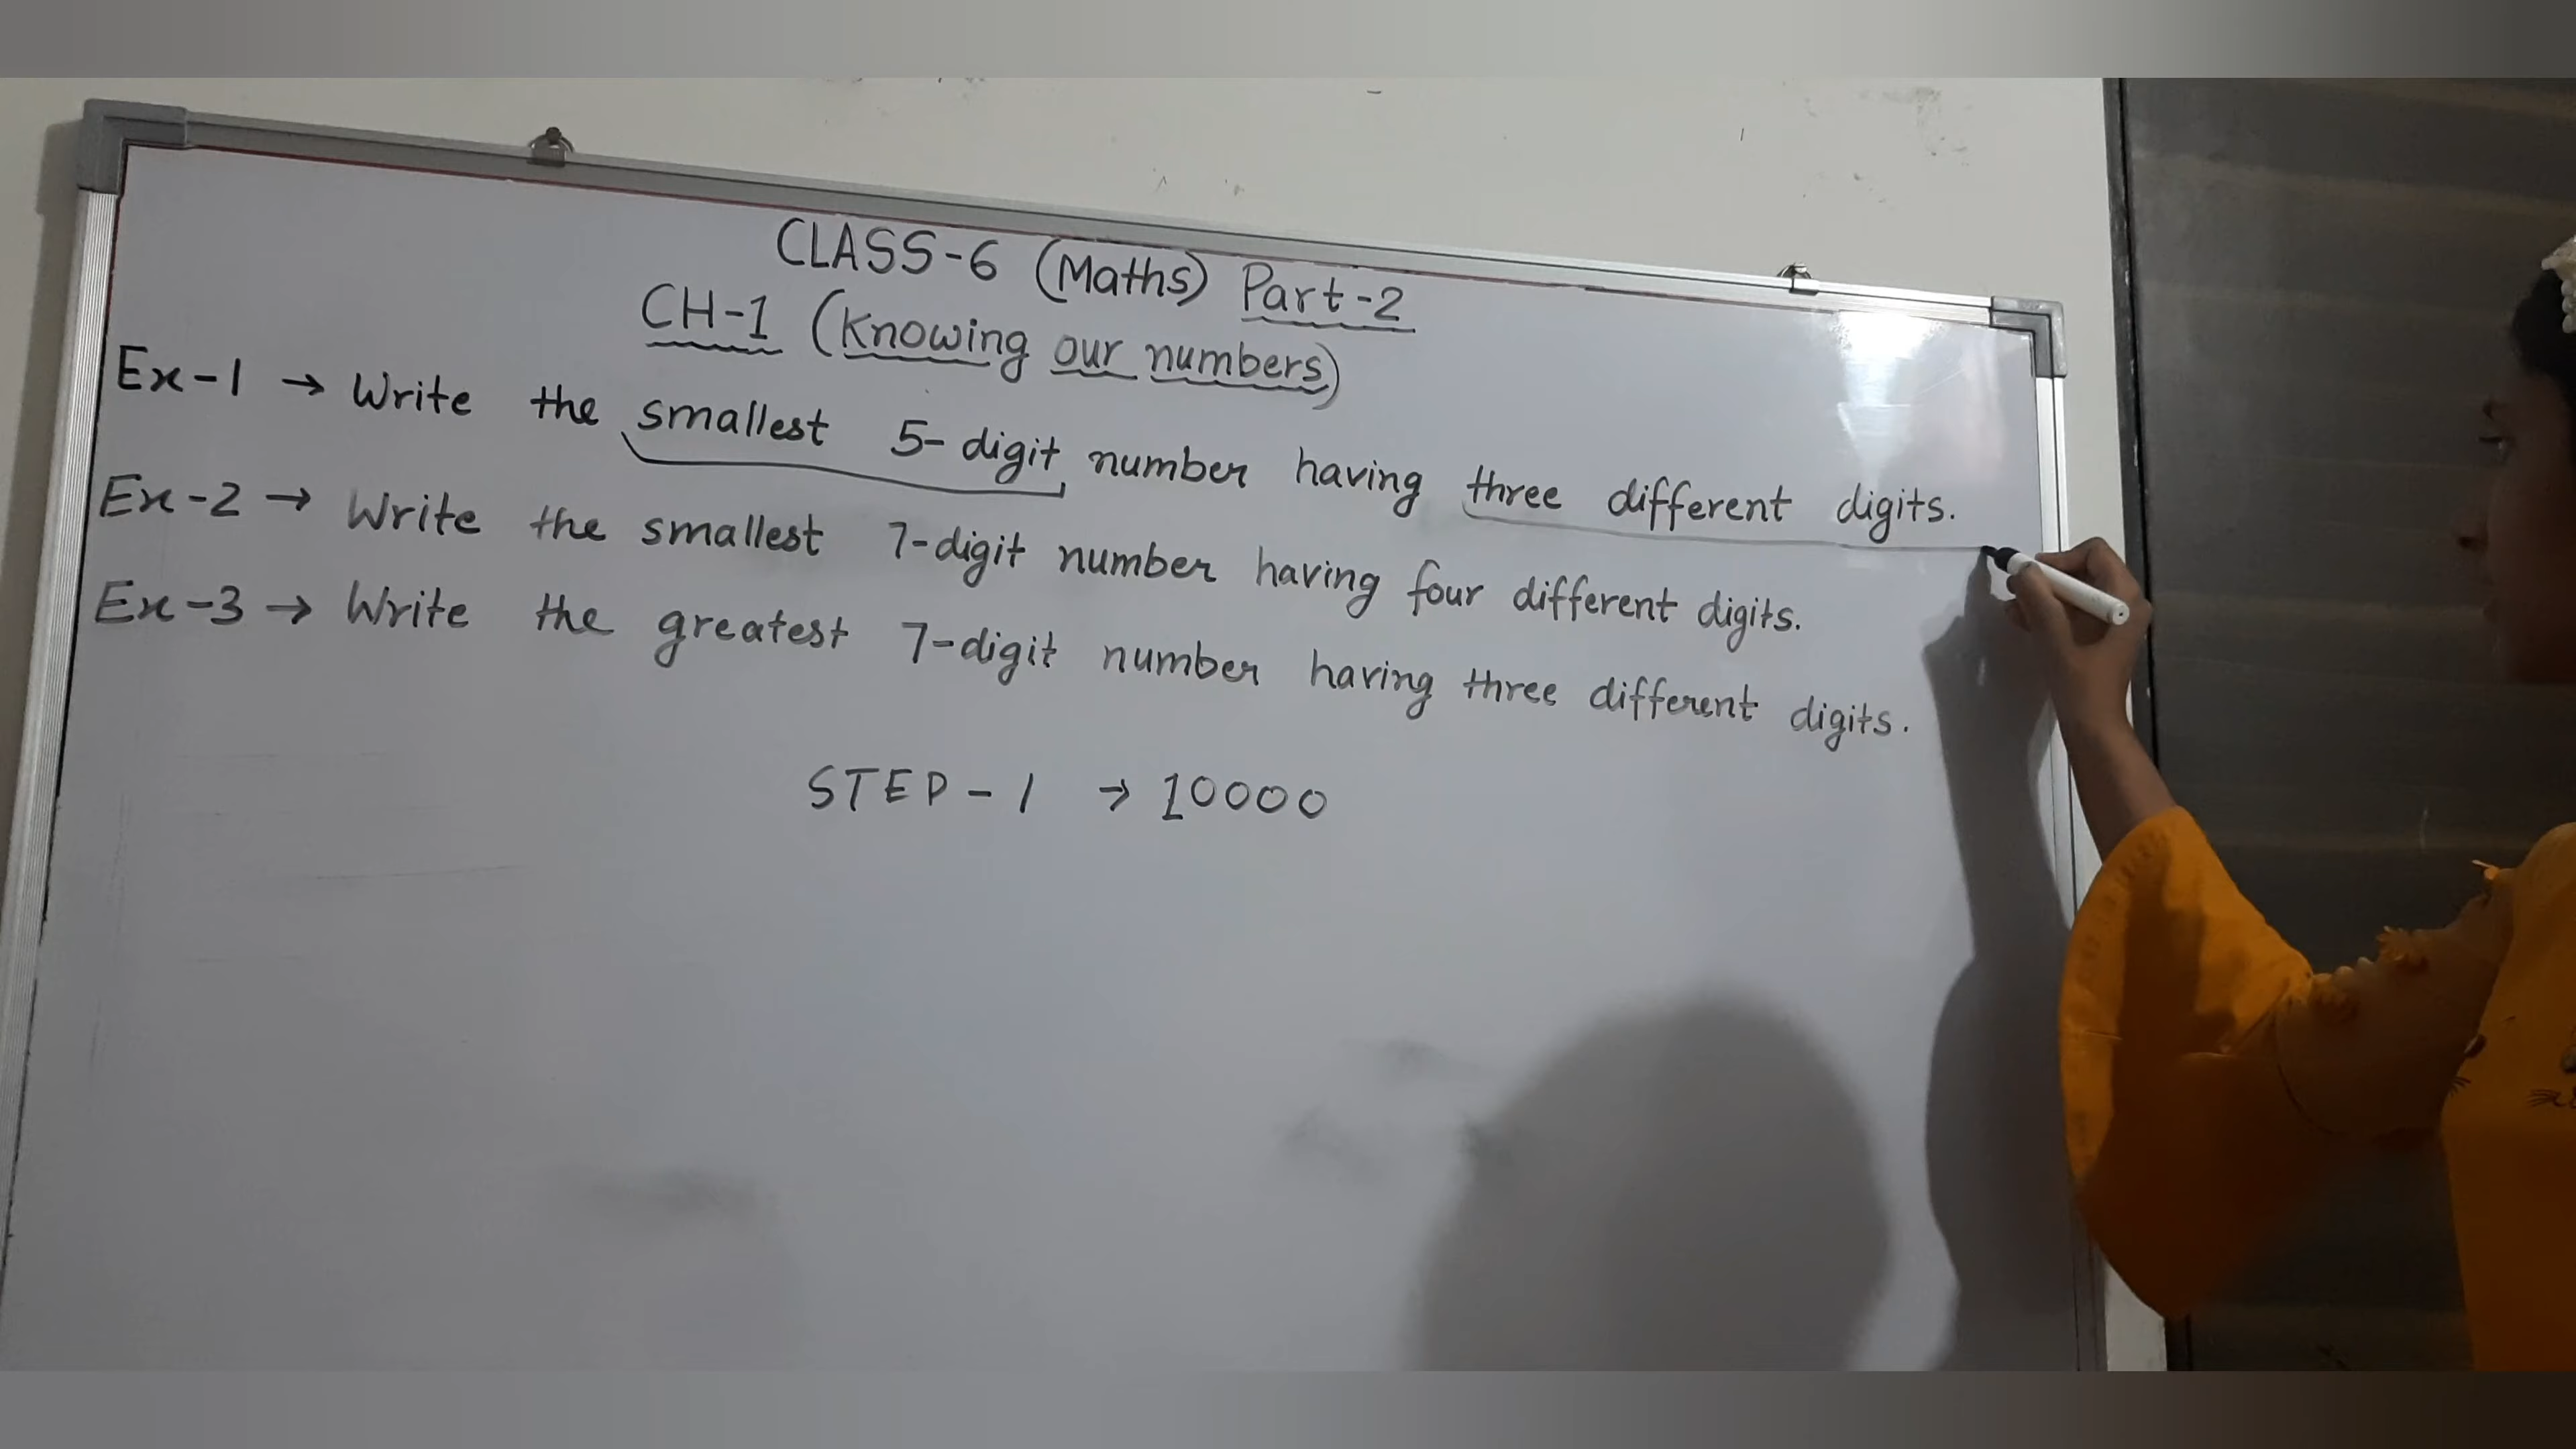 CLASS-6 (Maths) Part-2
CH-1 (Knowing our numbers)
Ex-1 → Write the smallest 5-digit number having three different digits.
Ex-2 → Write the smallest 7-digit number having four different digits.
Ex-3 → Write the greatest 7-digit number having three different digits.
STEP-1 → 10000